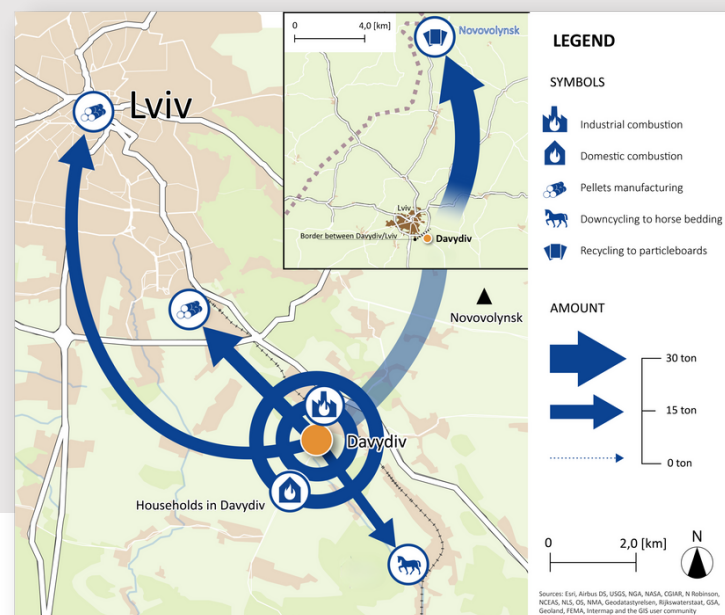 0 4,0 [km]
Novovolynsk
Lviv
Lviv
Border between Davydiv/Lviv
Davydiv
Novovolynsk
Davydiv
Households in Davydiv
LEGEND
SYMBOLS
Industrial combustion
Domestic combustion
Pellets manufacturing
Downcycling to horse bedding
Recycling to particleboards
AMOUNT
30 ton
15 ton
0 ton
0 2,0 [km]
N
Sources: Esri, Airbus DS, USGS, NGA, NASA, CGIAR, N Robinson,
NCEAS, NLS, OS, NMA, Geodatastyrelsen, Rijkswaterstaat, GSA,
Geoland, FEMA, Intermap and the GIS user community